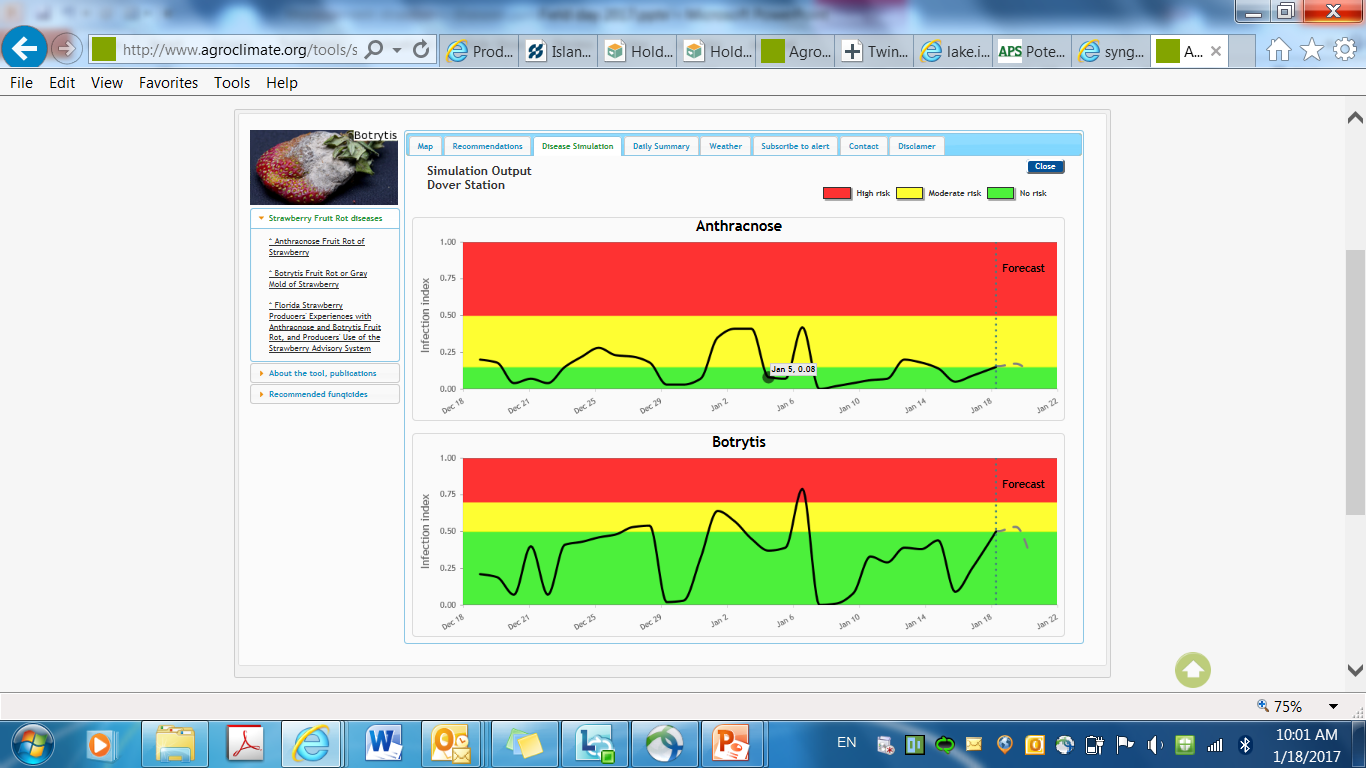 http://www.agroclimate.org/tools/s
Prod...
Islan...
Hold...
Hold...
Agro...
Twin...
lake.i...
APS Pote...
syng...
A...
File Edit View Favorites Tools Help
Botrytis
Strawberry Fruit Rot diseases
* Anthracnose Fruit Rot of
Strawberry
* Botrytis Fruit Rot or Gray
Mold of Strawberry
* Florida Strawberry
Producers' Experiences with
Anthracnose and Botrytis Fruit
Rot, and Producers' Use of the
Strawberry Advisory System
About the tool, publications
Recommended fungicides
Map Recommendations Disease Simulation Daily Summary Weather Subscribe to alert Contact Disclamer
Simulation Output
Dover Station
Close
High risk Moderate risk No risk
Anthracnose
Infection index
1.00
0.75
0.50
0.25
0.00
Forecast
Jan 5, 0.08
Dec 18 Dec 21 Dec 25 Dec 29 Jan 2 Jan 6 Jan 10 Jan 14 Jan 18 Jan 22
Botrytis
Infection index
1.00
0.75
0.50
0.25
0.00
Forecast
Dec 18 Dec 21 Dec 25 Dec 29 Jan 2 Jan 6 Jan 10 Jan 14 Jan 18 Jan 22
75%
EN
10:01 AM
1/18/2017